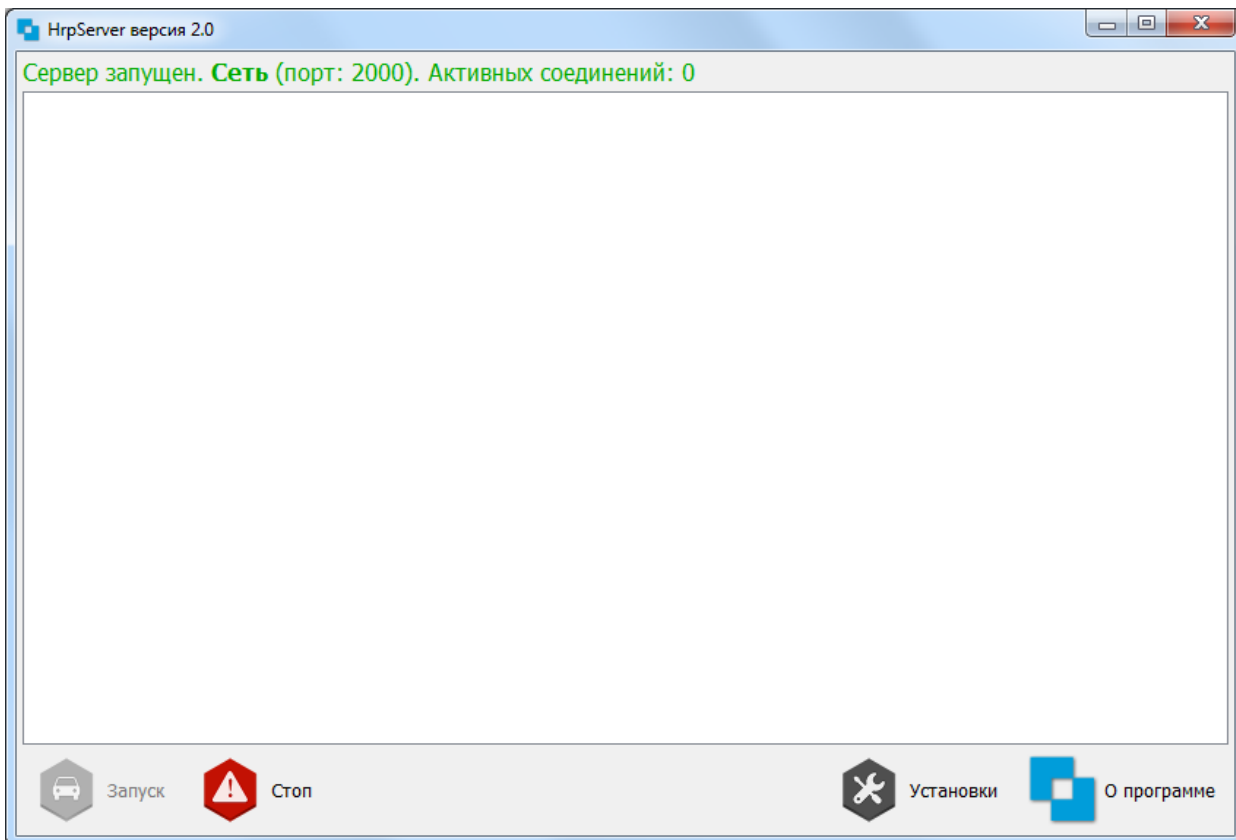 HrpServer версия 2.0
Сервер запущен. Сеть (порт: 2000). Активных соединений: 0
Запуск
Стоп
Установки
О программе